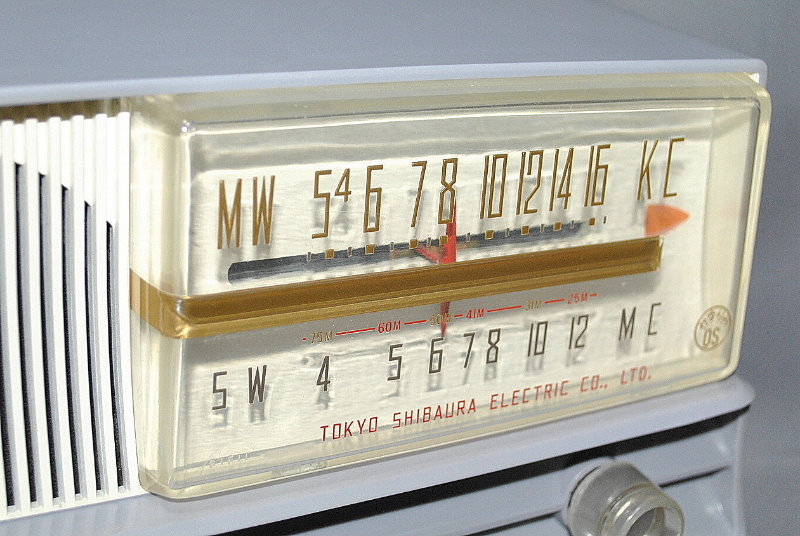 MW 5 4 6 7 8 10 12 14 16 KC
75M 60M 50M 41M 31M 25M
SW 4 5 6 7 8 10 12 MC
TOKYO SHIBAURA ELECTRIC CO., LTD.